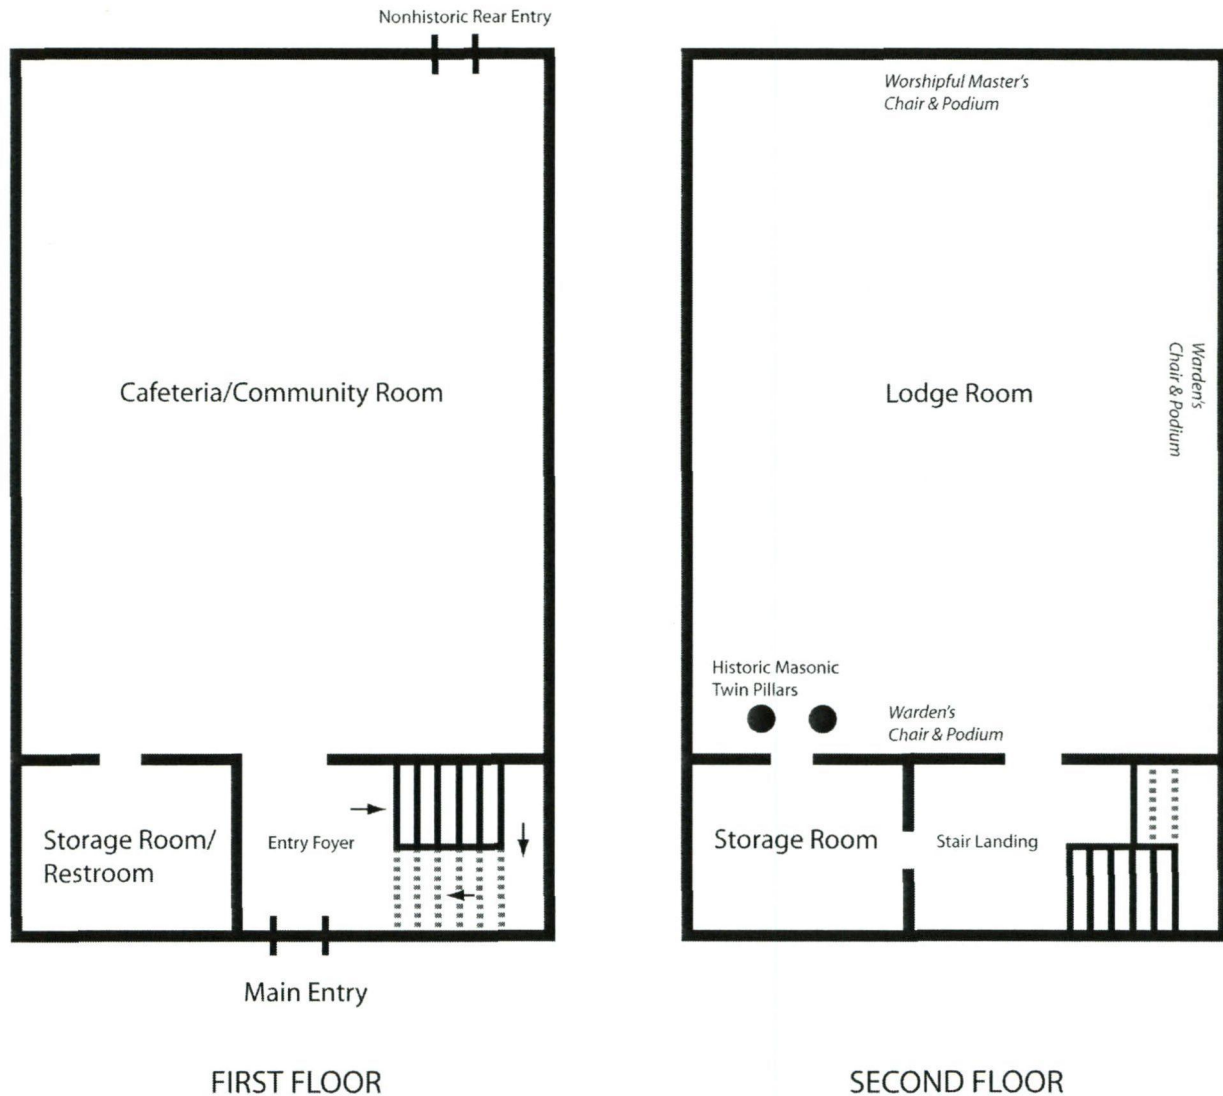 Nonhistoric Rear Entry
Cafeteria/Community Room
Storage Room/
Restroom
Entry Foyer
Main Entry
FIRST FLOOR
Worshipful Master's
Chair & Podium
Warden's
Chair & Podium
Lodge Room
Historic Masonic
Twin Pillars
Warden's
Chair & Podium
Storage Room
Stair Landing
SECOND FLOOR